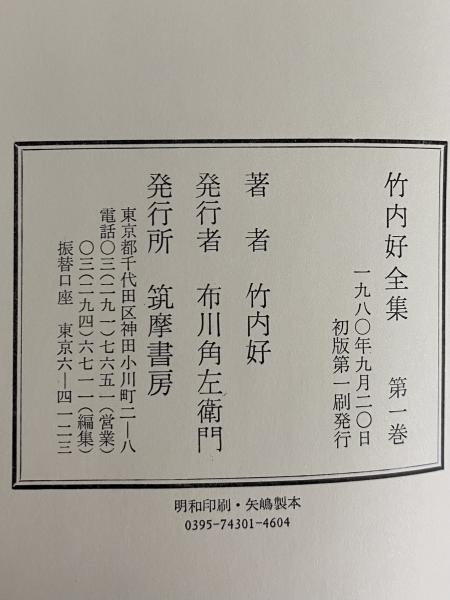 竹内好全集　第一巻
一九八〇年九月二〇日
初版第一刷発行
著　者　竹内好
発行者　布川角左衛門
発行所　筑摩書房
東京都千代田区神田小川町二―八
電話〇三(二九一)七六五一(営業)
〇三(二九四)六七一一(編集)
振替口座　東京六―四一二三
明和印刷・矢嶋製本
0395-74301-4604